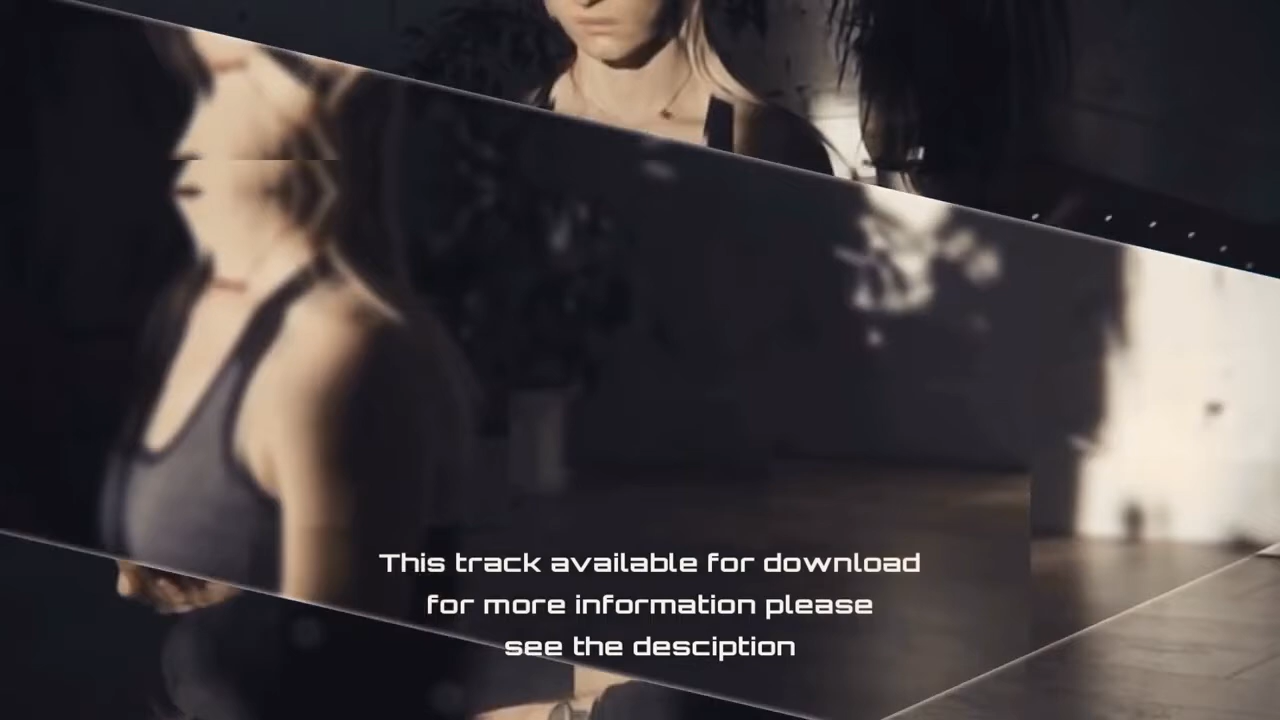 This track available for download
for more information please
see the desciption